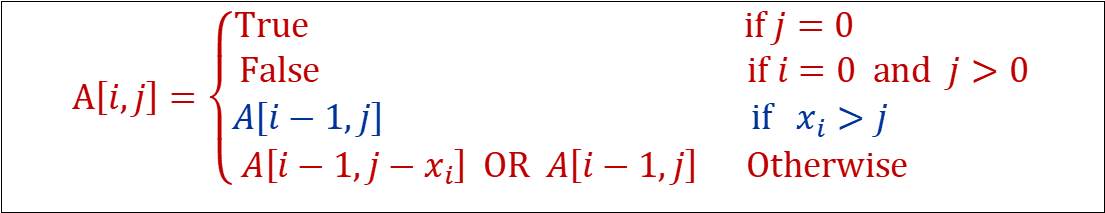 True if j = 0
False if i = 0 and j > 0
A[i, j] =
A[i − 1, j] if x_i > j
A[i − 1, j − x_i] OR A[i − 1, j] Otherwise